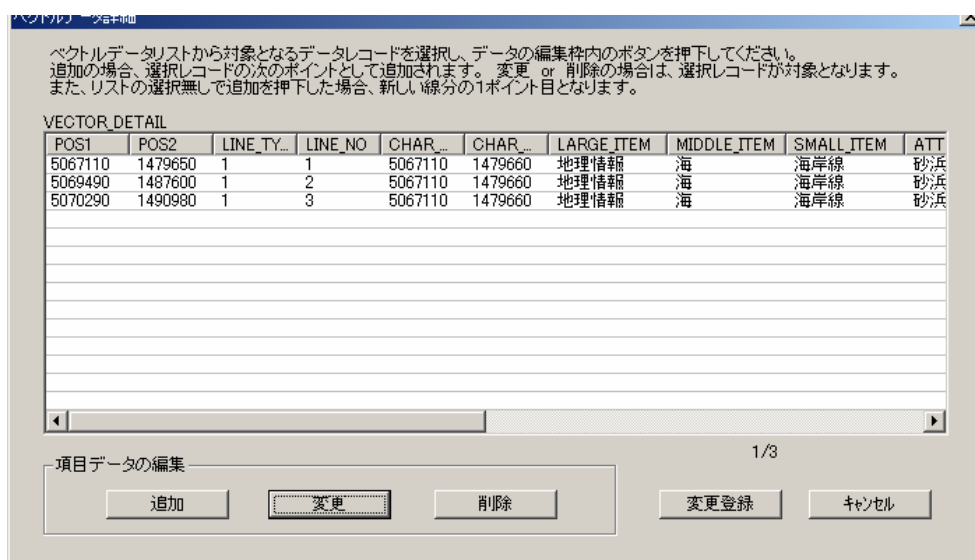 ベクトルデータ詳細
ベクトルデータリストから対象となるデータレコードを選択し、データの編集枠内のボタンを押下してください。
追加の場合、選択レコードの次のポイントとして追加されます。 変更 or 削除の場合は、選択レコードが対象となります。
また、リストの選択無しで追加を押下した場合、新しい線分の1ポイント目となります。
VECTOR_DETAIL
POS1 POS2 LINE_TY... LINE_NO CHAR_... CHAR_... LARGE_ITEM MIDDLE_ITEM SMALL_ITEM ATT
5067110 1479650 1 1 5067110 1479660 地理情報 海 海岸線 砂浜
5069490 1487600 1 2 5067110 1479660 地理情報 海 海岸線 砂浜
5070290 1490980 1 3 5067110 1479660 地理情報 海 海岸線 砂浜
1/3
項目データの編集
追加 変更 削除 変更登録 キャンセル